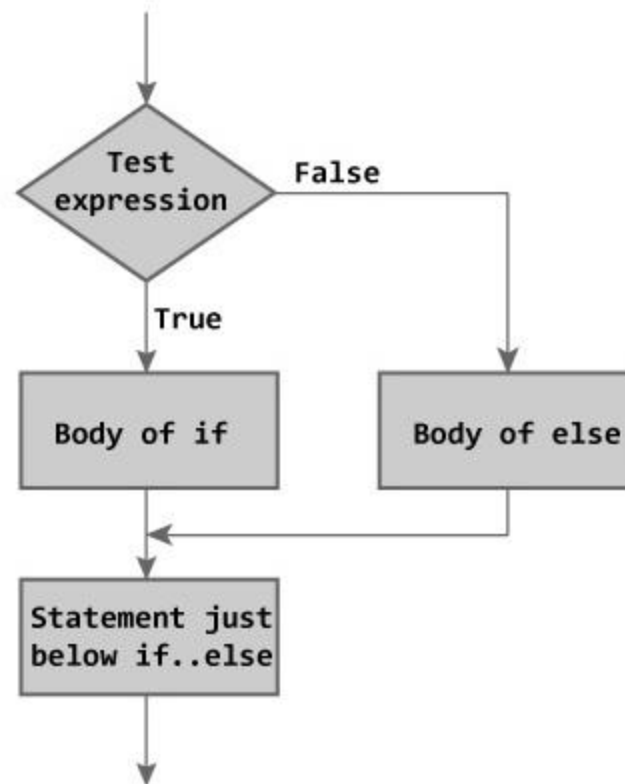 Test
expression
False
True
Body of if
Body of else
Statement just
below if..else